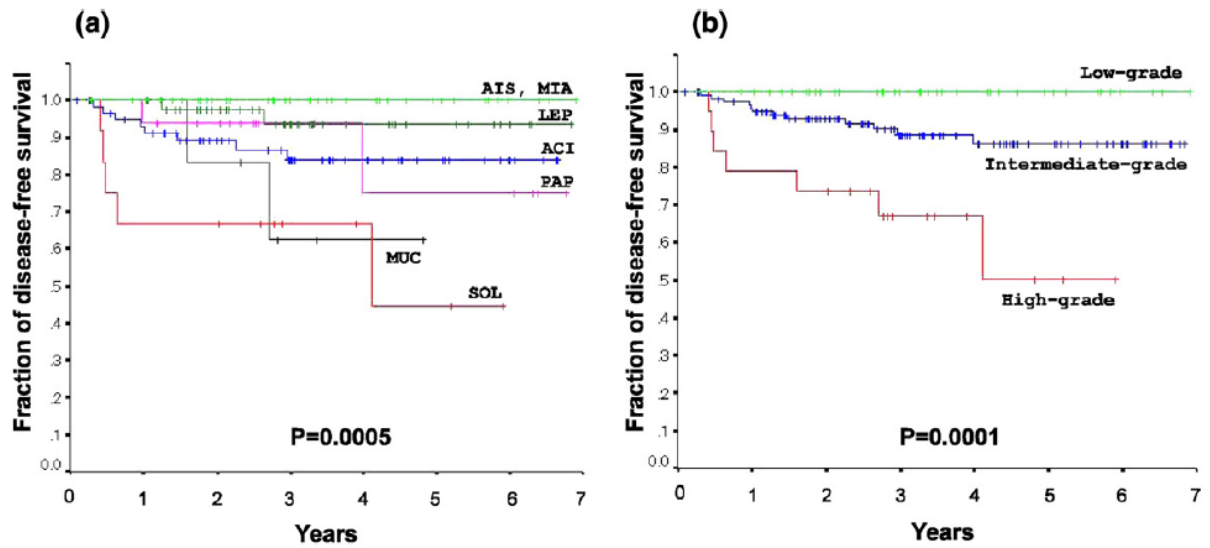 (a)
Fraction of disease-free survival
1.0
.9
.8
.7
.6
.5
.4
.3
.2
.1
0.0
AIS, MIA
LEP
ACI
PAP
MUC
SOL
P=0.0005
0 1 2 3 4 5 6 7
Years
(b)
Fraction of disease-free survival
1.0
.9
.8
.7
.6
.5
.4
.3
.2
.1
0.0
Low-grade
Intermediate-grade
High-grade
P=0.0001
0 1 2 3 4 5 6 7
Years